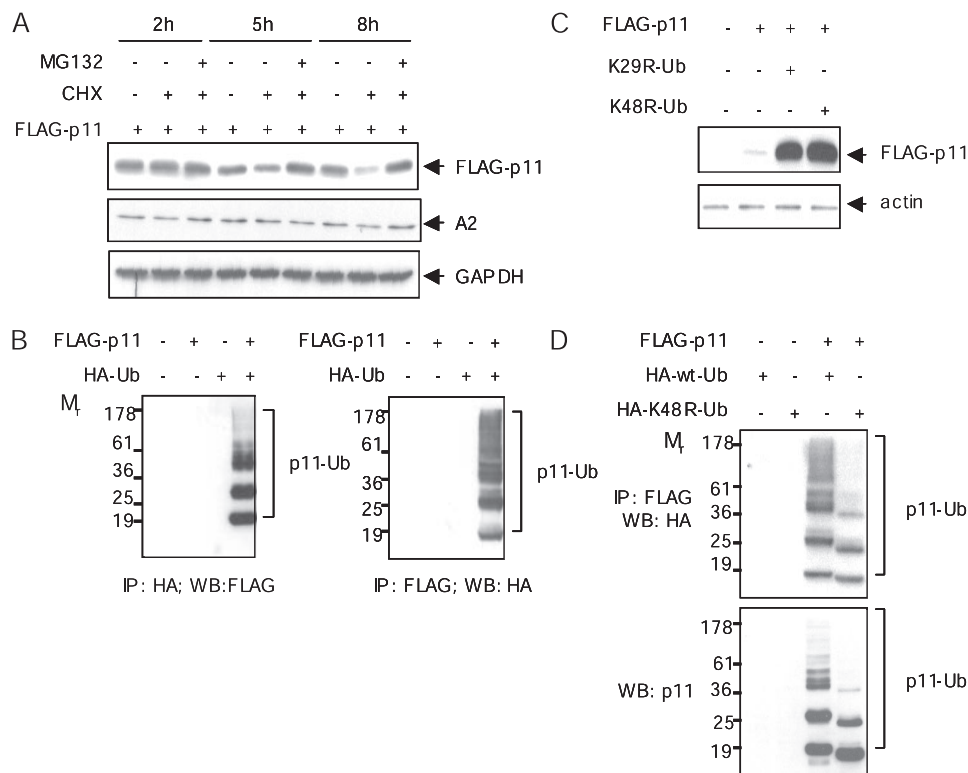 A
2h 5h 8h
MG132 - - + - - + - - +
CHX - + + - + + - + +
FLAG-p11 + + + + + + + + +
FLAG-p11
A2
GAPDH
C
FLAG-p11 - + + +
K29R-Ub - - + -
K48R-Ub - - - +
FLAG-p11
actin
B
FLAG-p11 - + - +
HA-Ub - - + +
Mr
178
61
36
25
19
p11-Ub
IP: HA; WB:FLAG
FLAG-p11 - + - +
HA-Ub - - + +
178
61
36
25
19
p11-Ub
IP: FLAG; WB: HA
D
FLAG-p11 - - + +
HA-wt-Ub + - + -
HA-K48R-Ub - + - +
Mr
178
61
36
25
19
IP: FLAG
WB: HA
p11-Ub
178
61
36
25
19
WB: p11
p11-Ub